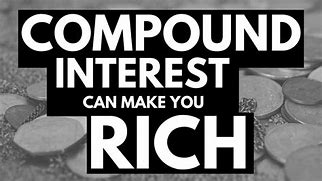 COMPOUND
INTEREST
CAN MAKE YOU
RICH